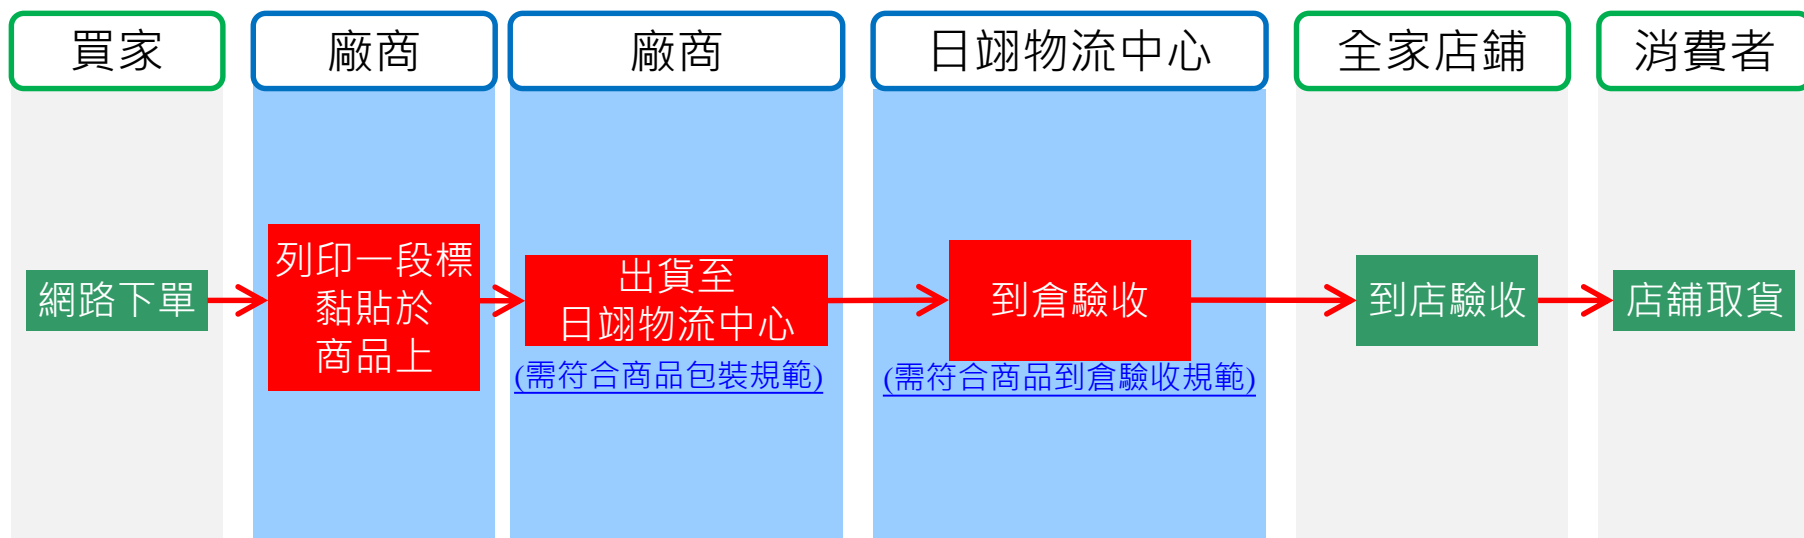 買家
廠商
廠商
日翊物流中心
全家店鋪
消費者
網路下單
列印一段標
黏貼於
商品上
出貨至
日翊物流中心
(需符合商品包裝規範)
到倉驗收
(需符合商品到倉驗收規範)
到店驗收
店舖取貨